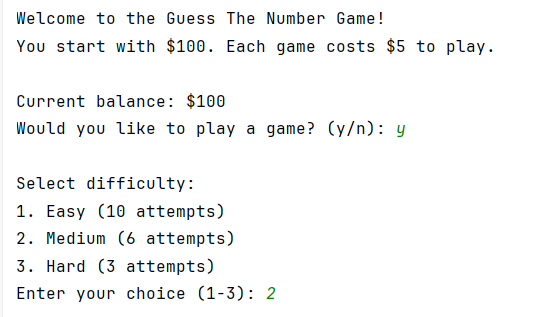 Welcome to the Guess The Number Game!
You start with $100. Each game costs $5 to play.
Current balance: $100
Would you like to play a game? (y/n): y
Select difficulty:
1. Easy (10 attempts)
2. Medium (6 attempts)
3. Hard (3 attempts)
Enter your choice (1-3): 2